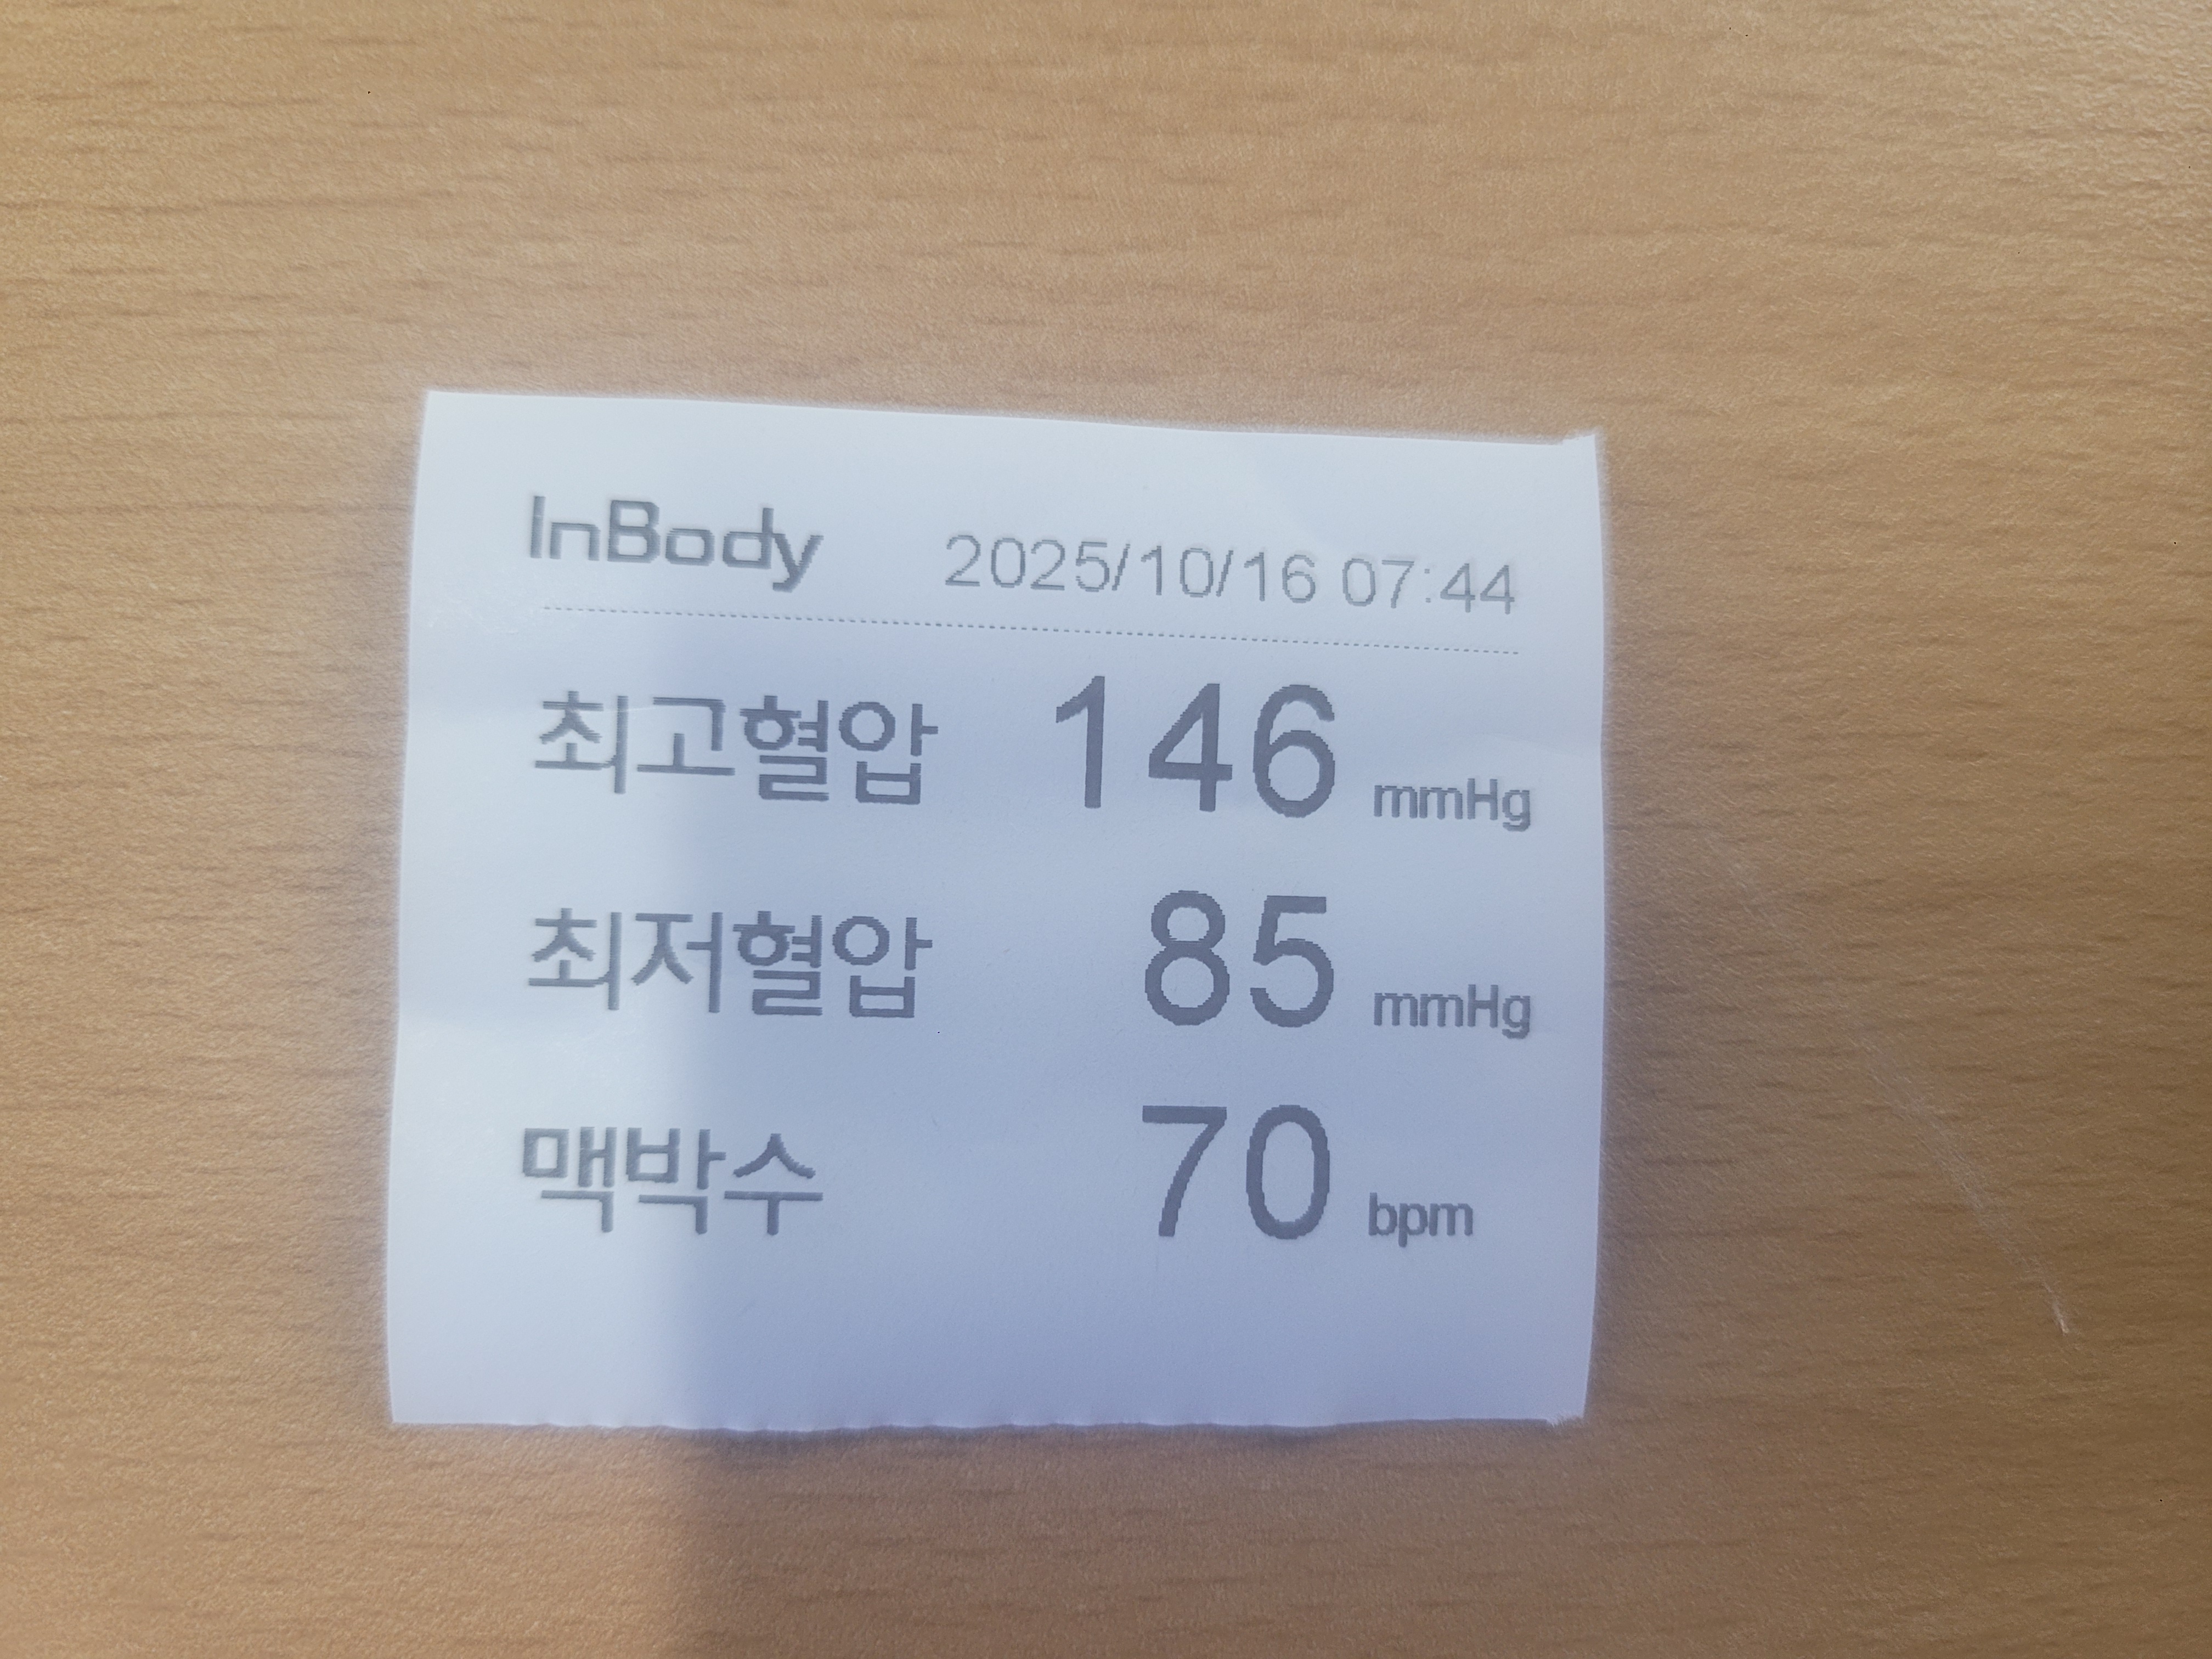 InBody 2025/10/16 07:44
최고혈압 146 mmHg
최저혈압 85 mmHg
맥박수 70 bpm